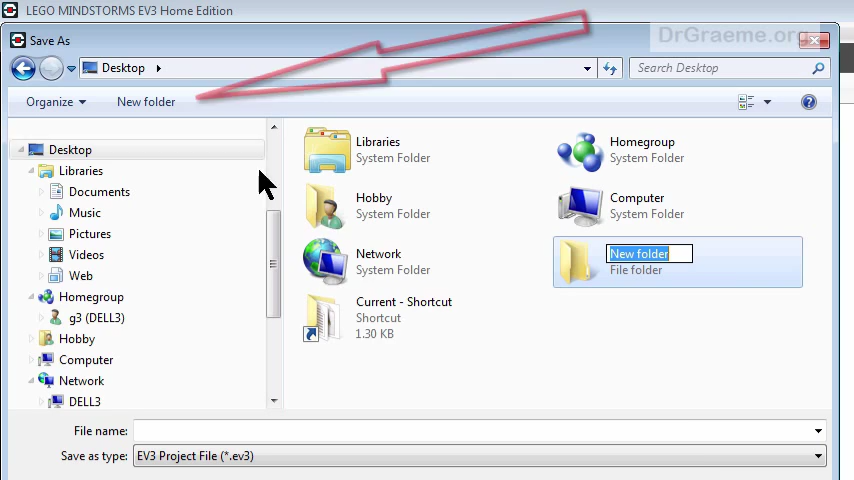 LEGO MINDSTORMS EV3 Home Edition
DrGraeme.org
Save As
Desktop
Search Desktop
Organize
New folder
Desktop
Libraries
Documents
Music
Pictures
Videos
Web
Homegroup
g3 (DELL3)
Hobby
Computer
Network
DELL3
Libraries
System Folder
Homegroup
System Folder
Hobby
System Folder
Computer
System Folder
Network
System Folder
New folder
File folder
Current - Shortcut
Shortcut
1.30 KB
File name:
Save as type:
EV3 Project File (*.ev3)